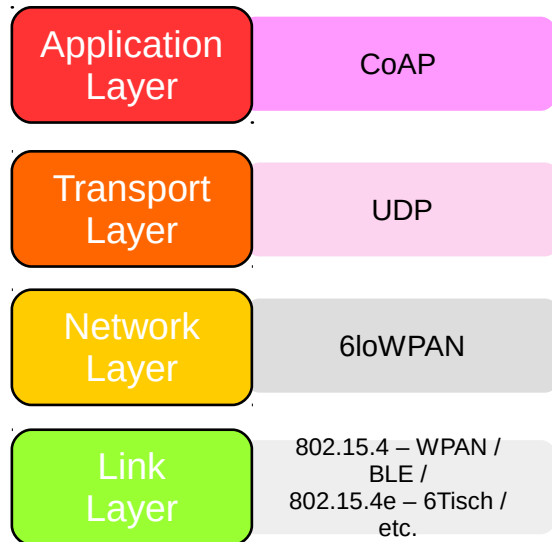 Application
Layer
CoAP
Transport
Layer
UDP
Network
Layer
6loWPAN
Link
Layer
802.15.4 – WPAN /
BLE /
802.15.4e – 6Tisch /
etc.